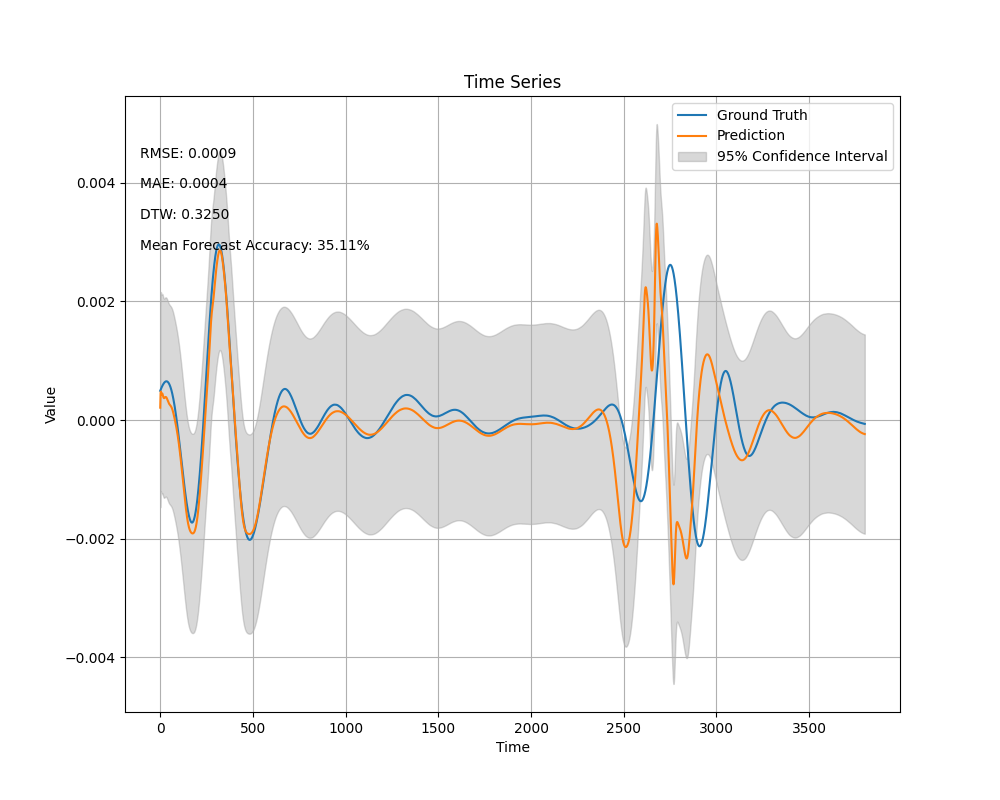 Time Series
Ground Truth
Prediction
95% Confidence Interval
RMSE: 0.0009
MAE: 0.0004
DTW: 0.3250
Mean Forecast Accuracy: 35.11%
0.004
0.002
0.000
−0.002
−0.004
Value
0 500 1000 1500 2000 2500 3000 3500
Time